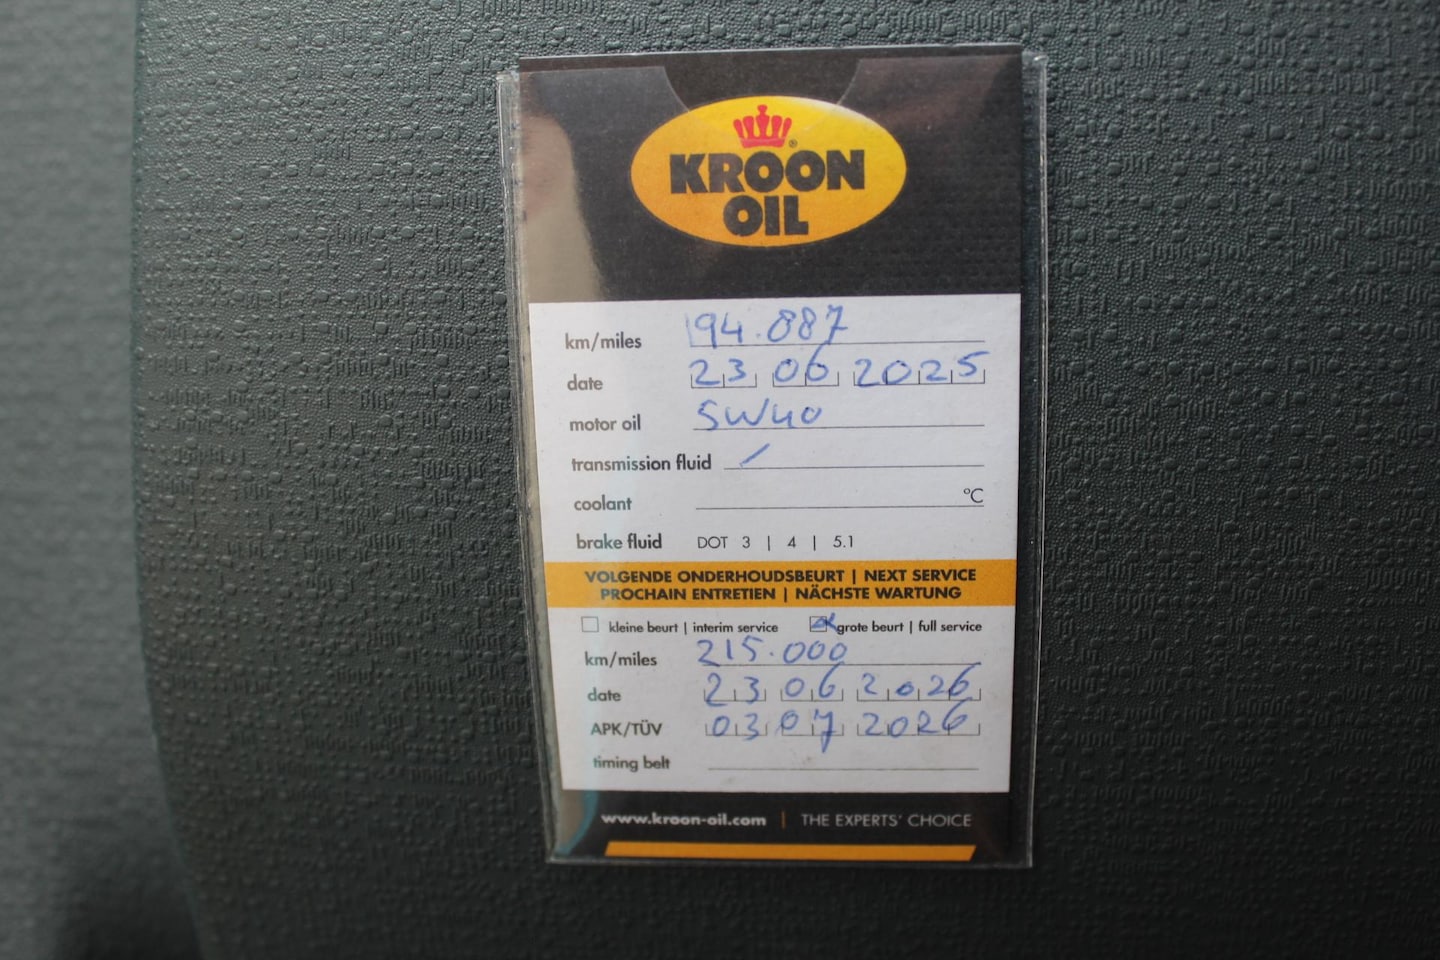 KROON
OIL
km/miles 194.887
date 23 06 2025
motor oil 5W40
transmission fluid /
coolant °C
brake fluid DOT 3 | 4 | 5.1
VOLGENDE ONDERHOUDSBEURT | NEXT SERVICE
PROCHAIN ENTRETIEN | NÄCHSTE WARTUNG
kleine beurt | interim service grote beurt | full service
km/miles 215.000
date 23 06 2026
APK/TÜV 03 07 2026
timing belt
www.kroon-oil.com | THE EXPERTS' CHOICE